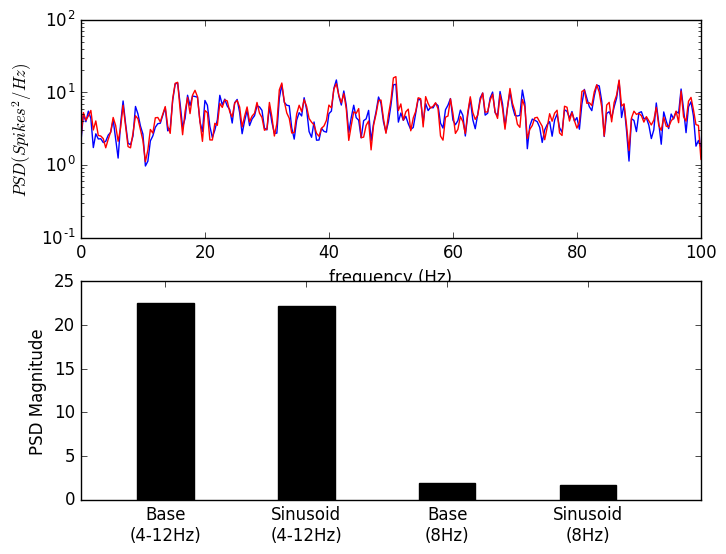 10^2
10^1
10^0
10^-1
PSD(Spikes^2/Hz)
0 20 40 60 80 100
frequency (Hz)
25
20
15
10
5
0
PSD Magnitude
Base (4-12Hz)
Sinusoid (4-12Hz)
Base (8Hz)
Sinusoid (8Hz)